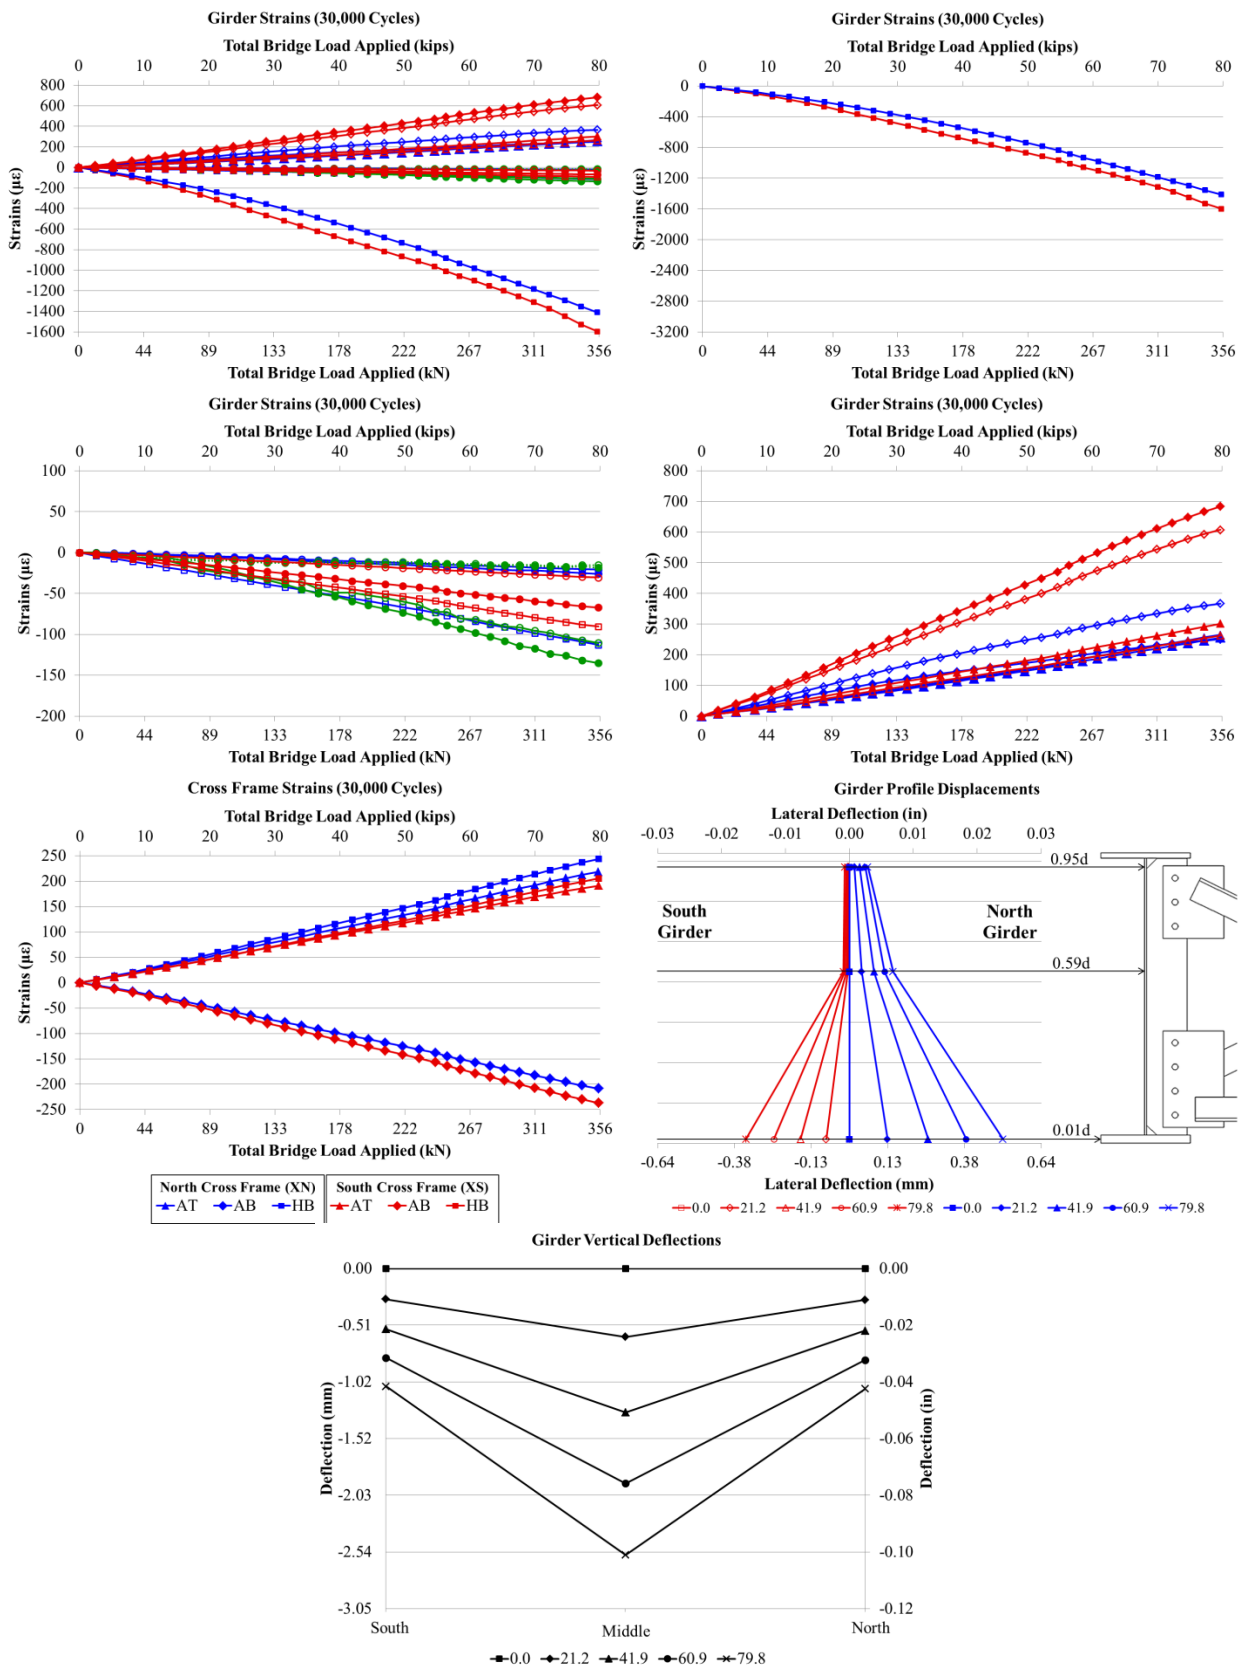 Girder Strains (30,000 Cycles)
Total Bridge Load Applied (kips)
0 10 20 30 40 50 60 70 80
800
600
400
200
0
-200
-400
-600
-800
-1000
-1200
-1400
-1600
Strains (με)
0 44 89 133 178 222 267 311 356
Total Bridge Load Applied (kN)
Girder Strains (30,000 Cycles)
Total Bridge Load Applied (kips)
0 10 20 30 40 50 60 70 80
0
-400
-800
-1200
-1600
-2000
-2400
-2800
-3200
Strains (με)
0 44 89 133 178 222 267 311 356
Total Bridge Load Applied (kN)
Girder Strains (30,000 Cycles)
Total Bridge Load Applied (kips)
0 10 20 30 40 50 60 70 80
100
50
0
-50
-100
-150
-200
Strains (με)
0 44 89 133 178 222 267 311 356
Total Bridge Load Applied (kN)
Girder Strains (30,000 Cycles)
Total Bridge Load Applied (kips)
0 10 20 30 40 50 60 70 80
800
700
600
500
400
300
200
100
0
Strains (με)
0 44 89 133 178 222 267 311 356
Total Bridge Load Applied (kN)
Cross Frame Strains (30,000 Cycles)
Total Bridge Load Applied (kips)
0 10 20 30 40 50 60 70 80
250
200
150
100
50
0
-50
-100
-150
-200
-250
Strains (με)
0 44 89 133 178 222 267 311 356
Total Bridge Load Applied (kN)
North Cross Frame (XN) South Cross Frame (XS)
AT AB HB AT AB HB
Girder Profile Displacements
Lateral Deflection (in)
-0.03 -0.02 -0.01 0.00 0.01 0.02 0.03
0.95d
South
Girder
North
Girder
0.59d
0.01d
-0.64 -0.38 -0.13 0.13 0.38 0.64
Lateral Deflection (mm)
0.0 21.2 41.9 60.9 79.8 0.0 21.2 41.9 60.9 79.8
Girder Vertical Deflections
0.00
-0.51
-1.02
-1.52
-2.03
-2.54
-3.05
Deflection (mm)
0.00
-0.02
-0.04
-0.06
-0.08
-0.10
-0.12
Deflection (in)
South Middle North
0.0 21.2 41.9 60.9 79.8